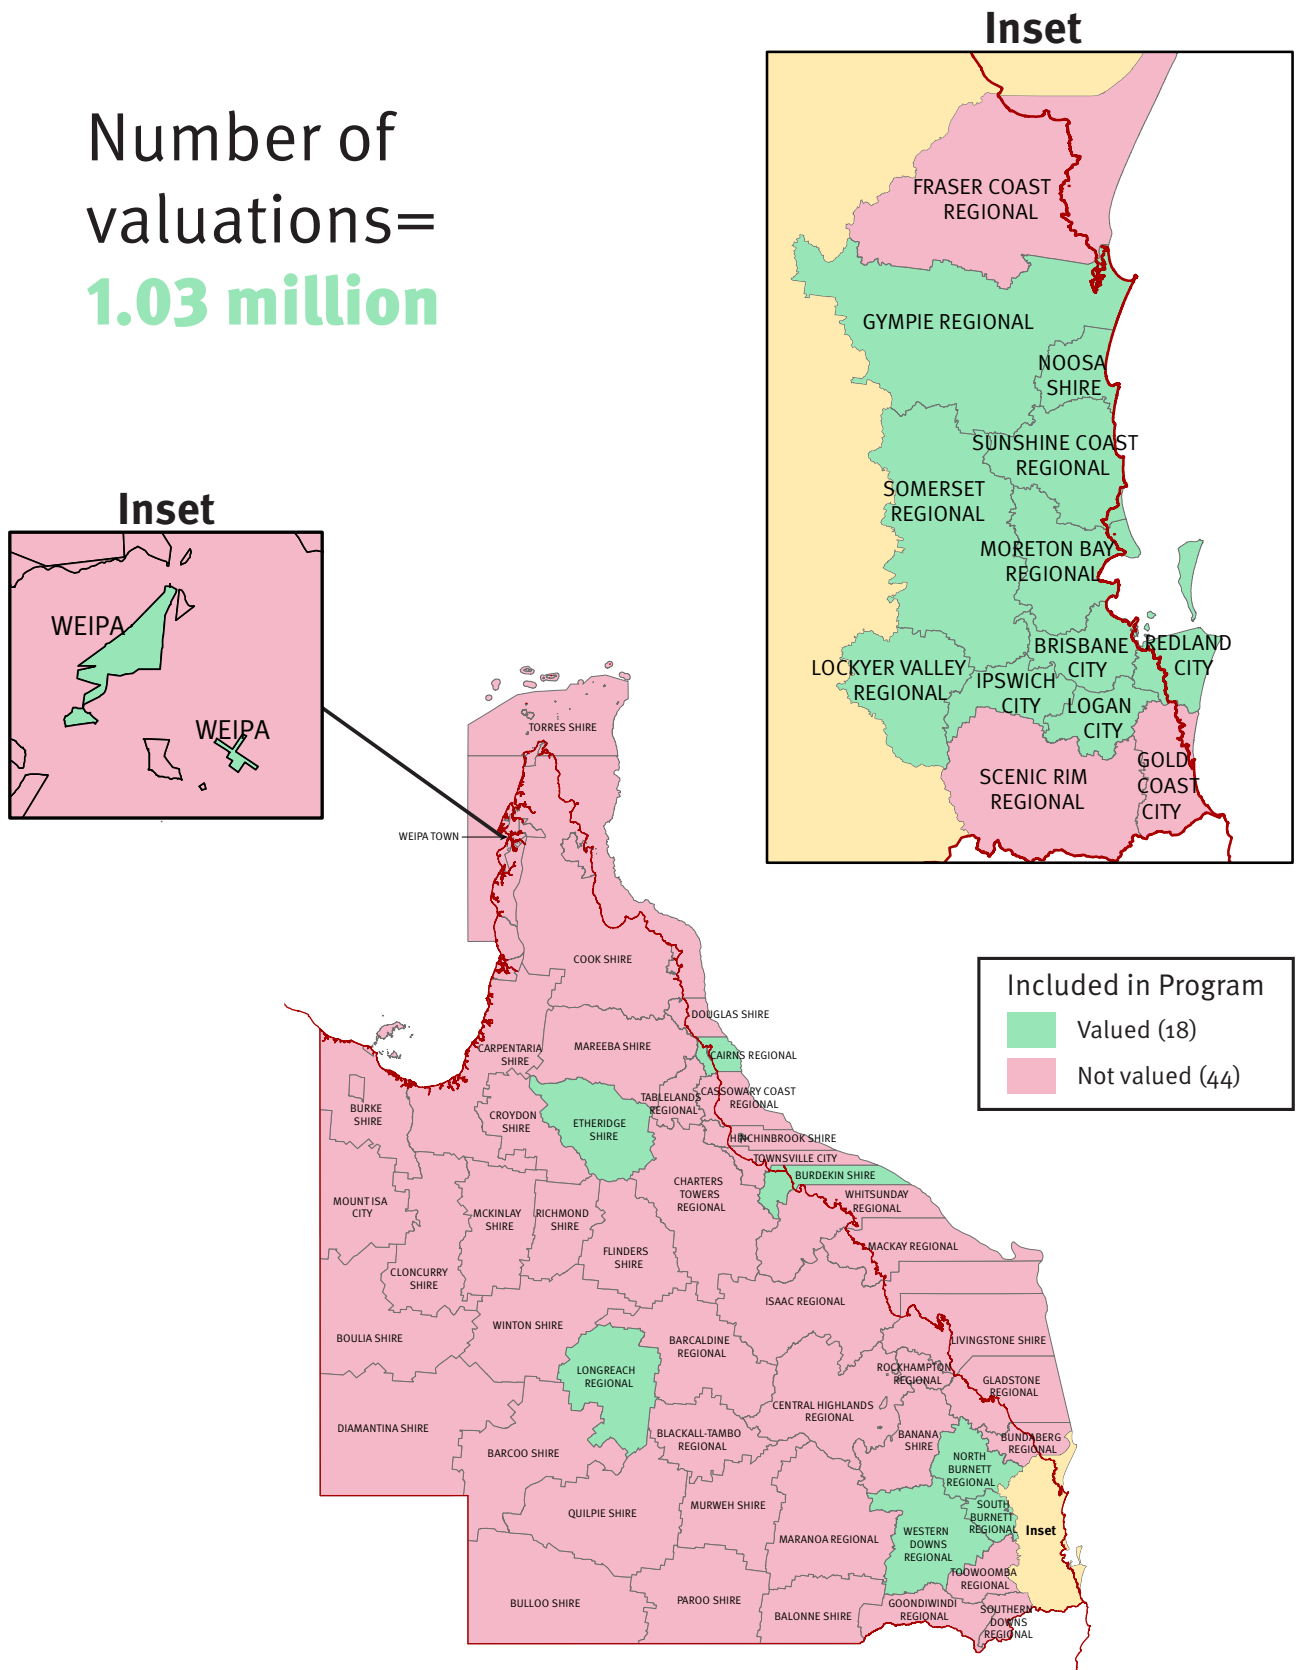 Number of
valuations=
1.03 million
Inset
FRASER COAST
REGIONAL
GYMPIE REGIONAL
NOOSA
SHIRE
SUNSHINE COAST
REGIONAL
SOMERSET
REGIONAL
MORETON BAY
REGIONAL
BRISBANE
CITY
REDLAND
CITY
LOCKYER VALLEY
REGIONAL
IPSWICH
CITY
LOGAN
CITY
SCENIC RIM
REGIONAL
GOLD
COAST
CITY
Inset
WEIPA
WEIPA
TORRES SHIRE
WEIPA TOWN
COOK SHIRE
Included in Program
Valued (18)
Not valued (44)
DOUGLAS SHIRE
CARPENTARIA
SHIRE
MAREEBA SHIRE
CAIRNS REGIONAL
BURKE
SHIRE
CROYDON
SHIRE
ETHERIDGE
SHIRE
TABLELANDS
REGIONAL
CASSOWARY COAST
REGIONAL
HINCHINBROOK SHIRE
TOWNSVILLE CITY
BURDEKIN SHIRE
MOUNT ISA
CITY
MCKINLAY
SHIRE
RICHMOND
SHIRE
CHARTERS
TOWERS
REGIONAL
WHITSUNDAY
REGIONAL
CLONCURRY
SHIRE
FLINDERS
SHIRE
MACKAY REGIONAL
ISAAC REGIONAL
BOULIA SHIRE
WINTON SHIRE
BARCALDINE
REGIONAL
LIVINGSTONE SHIRE
LONGREACH
REGIONAL
ROCKHAMPTON
REGIONAL
GLADSTONE
REGIONAL
DIAMANTINA SHIRE
CENTRAL HIGHLANDS
REGIONAL
BARCOO SHIRE
BLACKALL-TAMBO
REGIONAL
BANANA
SHIRE
BUNDABERG
REGIONAL
NORTH
BURNETT
REGIONAL
QUILPIE SHIRE
MURWEH SHIRE
MARANOA REGIONAL
SOUTH
BURNETT
REGIONAL
WESTERN
DOWNS
REGIONAL
Inset
TOOWOOMBA
REGIONAL
BULLOO SHIRE
PAROO SHIRE
BALONNE SHIRE
GOONDIWINDI
REGIONAL
SOUTHERN
DOWNS
REGIONAL